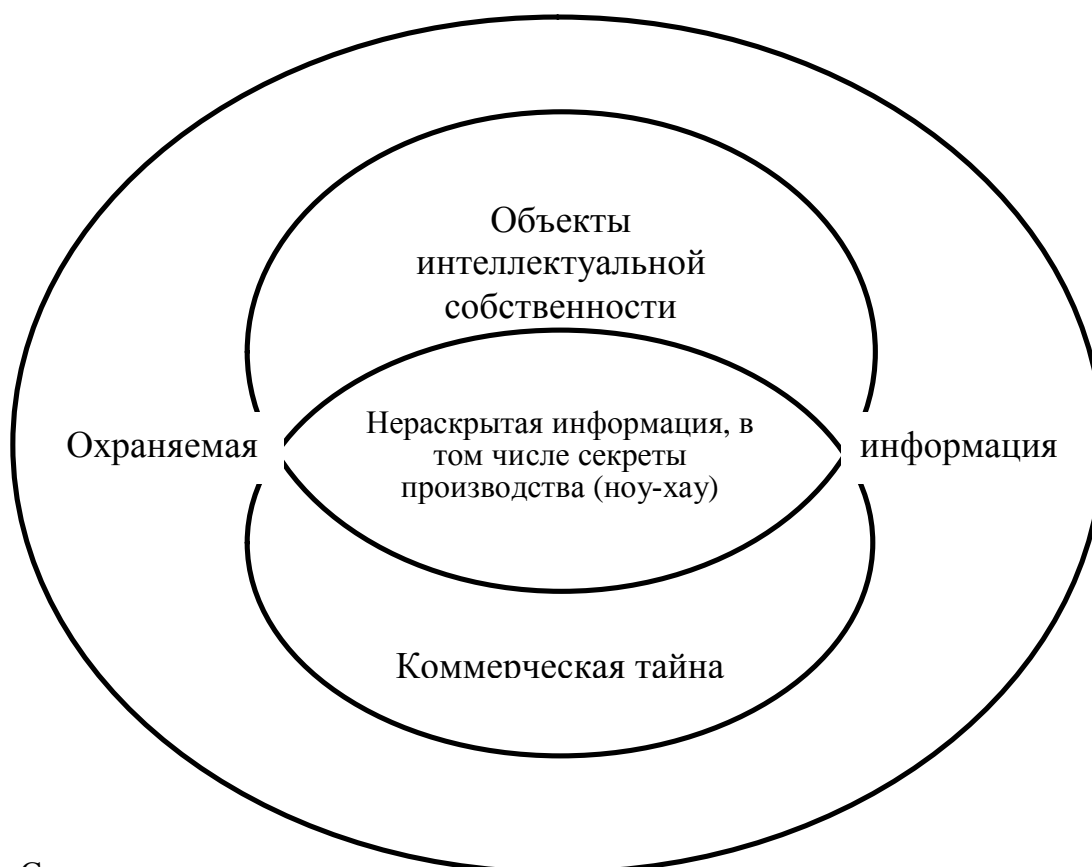 Объекты
интеллектуальной
собственности
Нераскрытая информация, в
том числе секреты
производства (ноу-хау)
Охраняемая информация
Коммерческая тайна